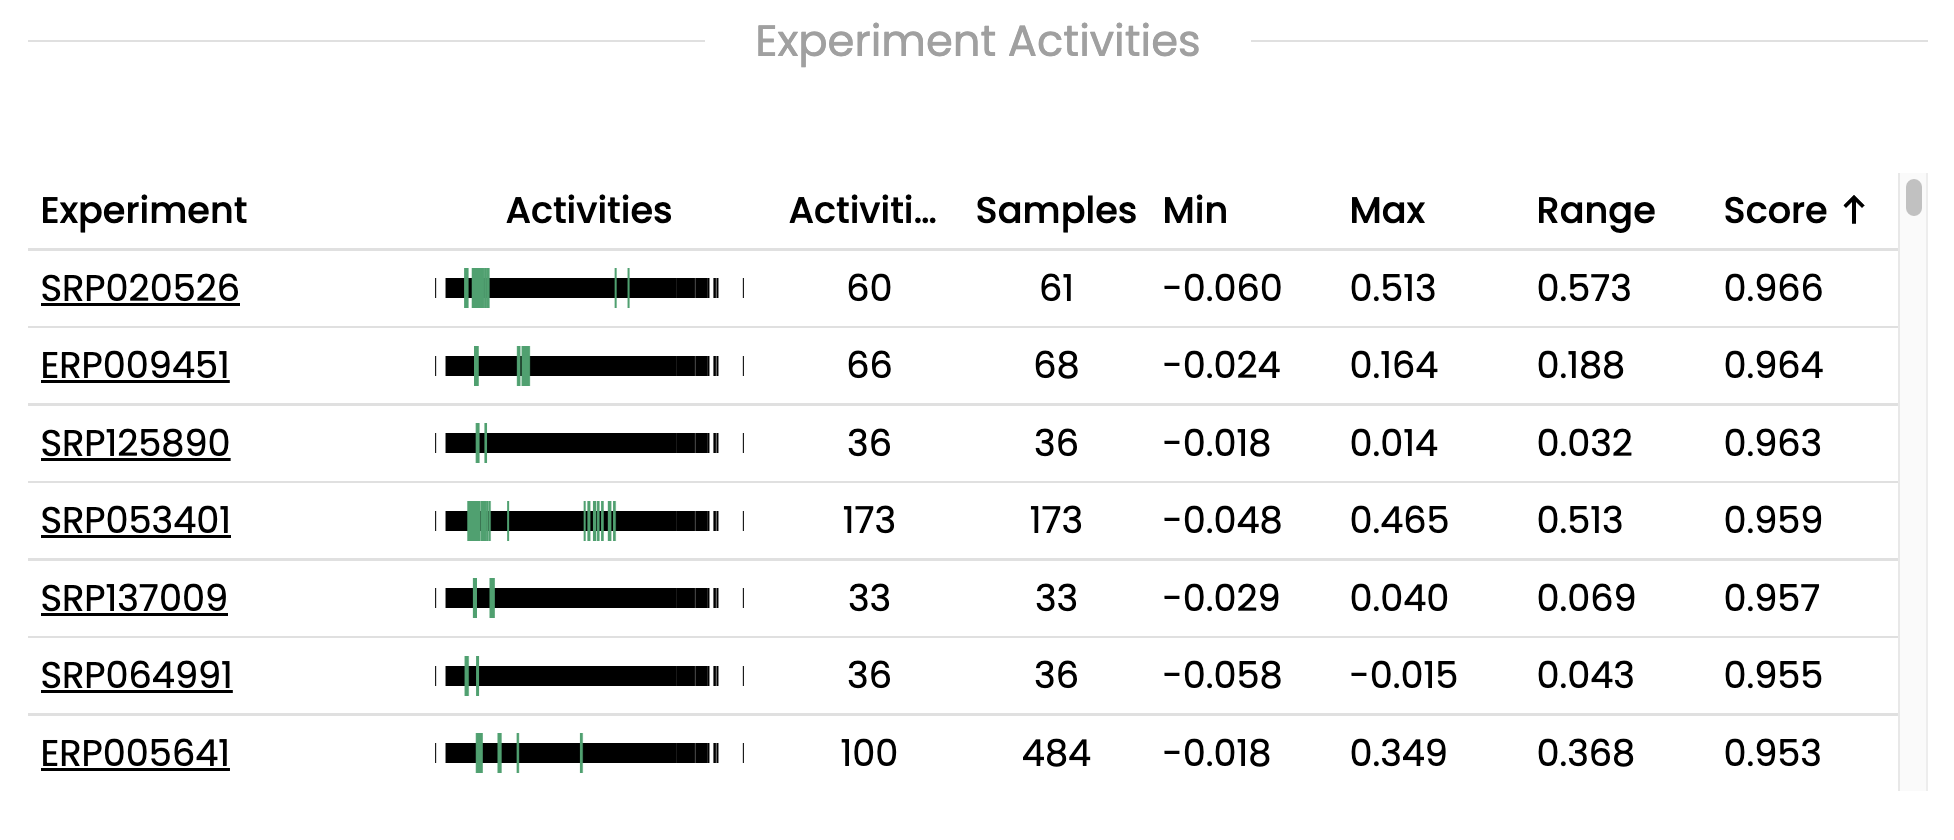 Experiment Activities
Experiment Activities Activiti... Samples Min Max Range Score ↑
SRP020526 60 61 -0.060 0.513 0.573 0.966
ERP009451 66 68 -0.024 0.164 0.188 0.964
SRP125890 36 36 -0.018 0.014 0.032 0.963
SRP053401 173 173 -0.048 0.465 0.513 0.959
SRP137009 33 33 -0.029 0.040 0.069 0.957
SRP064991 36 36 -0.058 -0.015 0.043 0.955
ERP005641 100 484 -0.018 0.349 0.368 0.953